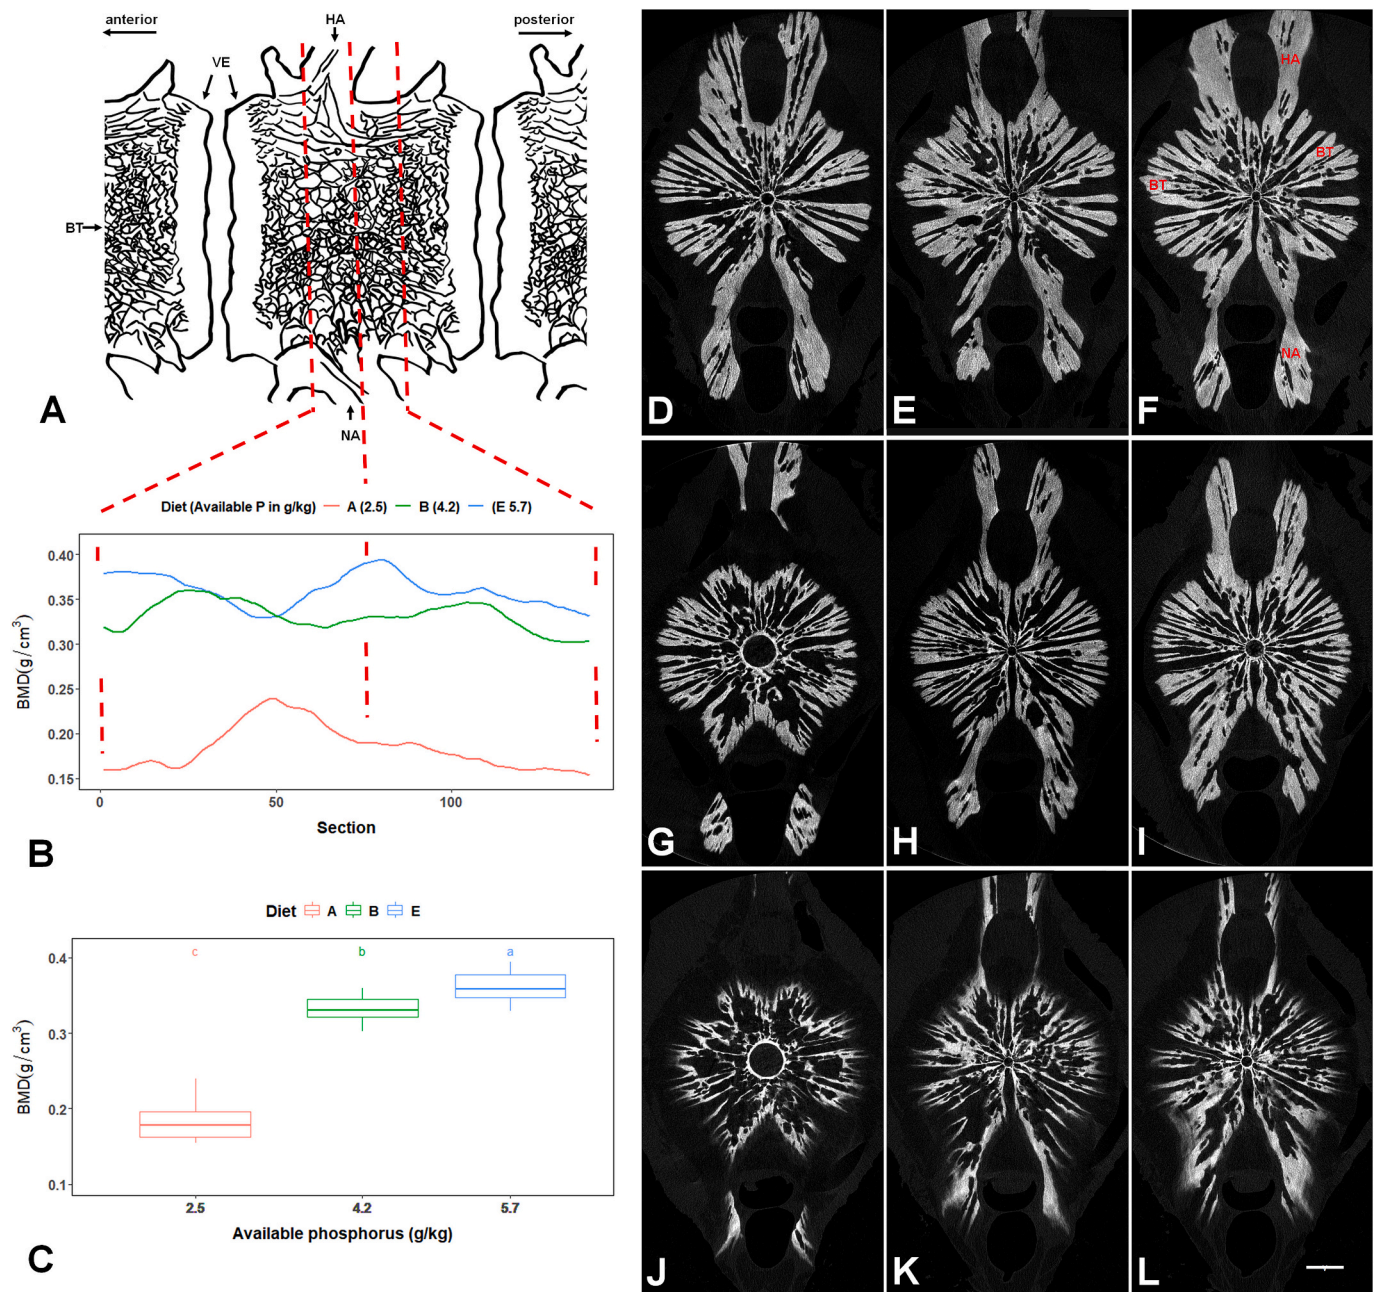 anterior
HA
posterior
VE
BT
A
NA
Diet (Available P in g/kg) A (2.5) B (4.2) (E 5.7)
0.40
0.35
0.30
0.25
0.20
0.15
BMD(g/cm³)
0 50 100
Section
B
Diet A B E
c b a
0.4
0.3
0.2
0.1
BMD(g/cm³)
2.5 4.2 5.7
Available phosphorus (g/kg)
C
D
E
HA
BT
BT
NA
F
G
H
I
J
K
L